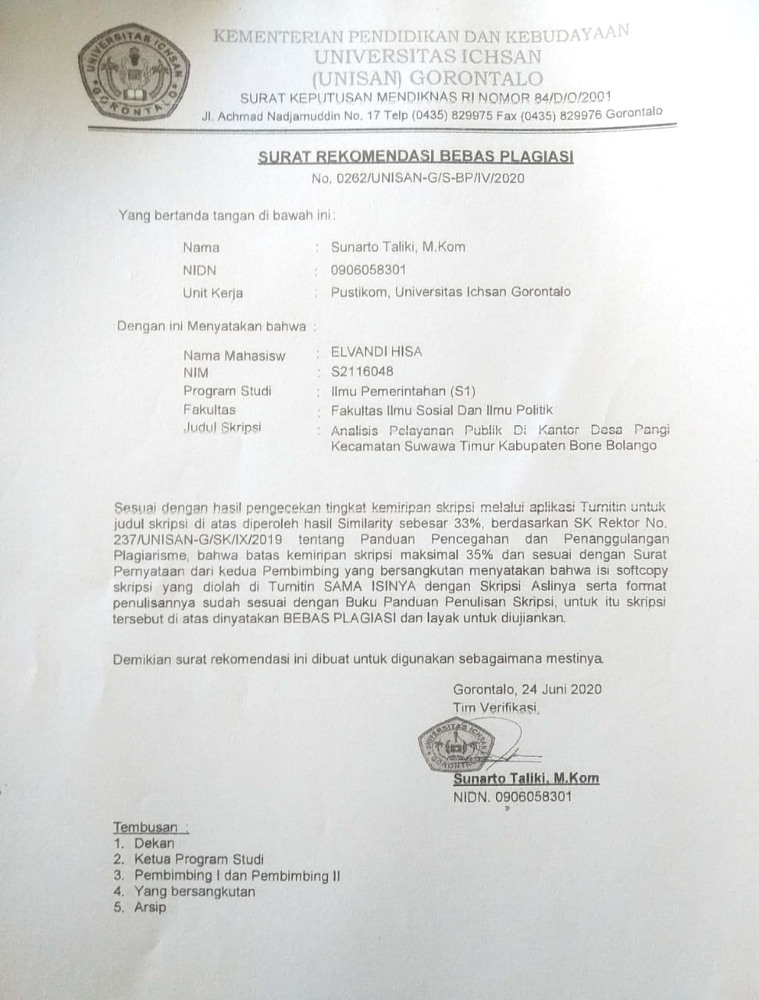 UNIVERSITAS ICHSAN
GORONTALO
KEMENTERIAN PENDIDIKAN DAN KEBUDAYAAN
UNIVERSITAS ICHSAN
(UNISAN) GORONTALO
SURAT KEPUTUSAN MENDIKNAS RI NOMOR 84/D/O/2001
Jl. Achmad Nadjamuddin No. 17 Telp (0435) 829975 Fax (0435) 829976 Gorontalo
SURAT REKOMENDASI BEBAS PLAGIASI
No. 0262/UNISAN-G/S-BP/IV/2020
Yang bertanda tangan di bawah ini :
Nama : Sunarto Taliki, M.Kom
NIDN : 0906058301
Unit Kerja : Pustikom, Universitas Ichsan Gorontalo
Dengan ini Menyatakan bahwa :
Nama Mahasisw : ELVANDI HISA
NIM : S2116048
Program Studi : Ilmu Pemerintahan (S1)
Fakultas : Fakultas Ilmu Sosial Dan Ilmu Politik
Judul Skripsi : Analisis Pelayanan Publik Di Kantor Desa Pangi
Kecamatan Suwawa Timur Kabupaten Bone Bolango
Sesuai dengan hasil pengecekan tingkat kemiripan skripsi melalui aplikasi Turnitin untuk
judul skripsi di atas diperoleh hasil Similarity sebesar 33%, berdasarkan SK Rektor No.
237/UNISAN-G/SK/IX/2019 tentang Panduan Pencegahan dan Penanggulangan
Plagiarisme, bahwa batas kemiripan skripsi maksimal 35% dan sesuai dengan Surat
Pernyataan dari kedua Pembimbing yang bersangkutan menyatakan bahwa isi softcopy
skripsi yang diolah di Turnitin SAMA ISINYA dengan Skripsi Aslinya serta format
penulisannya sudah sesuai dengan Buku Panduan Penulisan Skripsi, untuk itu skripsi
tersebut di atas dinyatakan BEBAS PLAGIASI dan layak untuk diujiankan.
Demikian surat rekomendasi ini dibuat untuk digunakan sebagaimana mestinya.
Gorontalo, 24 Juni 2020
Tim Verifikasi,
UNIVERSITAS ICHSAN
GORONTALO
Sunarto Taliki, M.Kom
NIDN. 0906058301
Tembusan :
1. Dekan
2. Ketua Program Studi
3. Pembimbing I dan Pembimbing II
4. Yang bersangkutan
5. Arsip